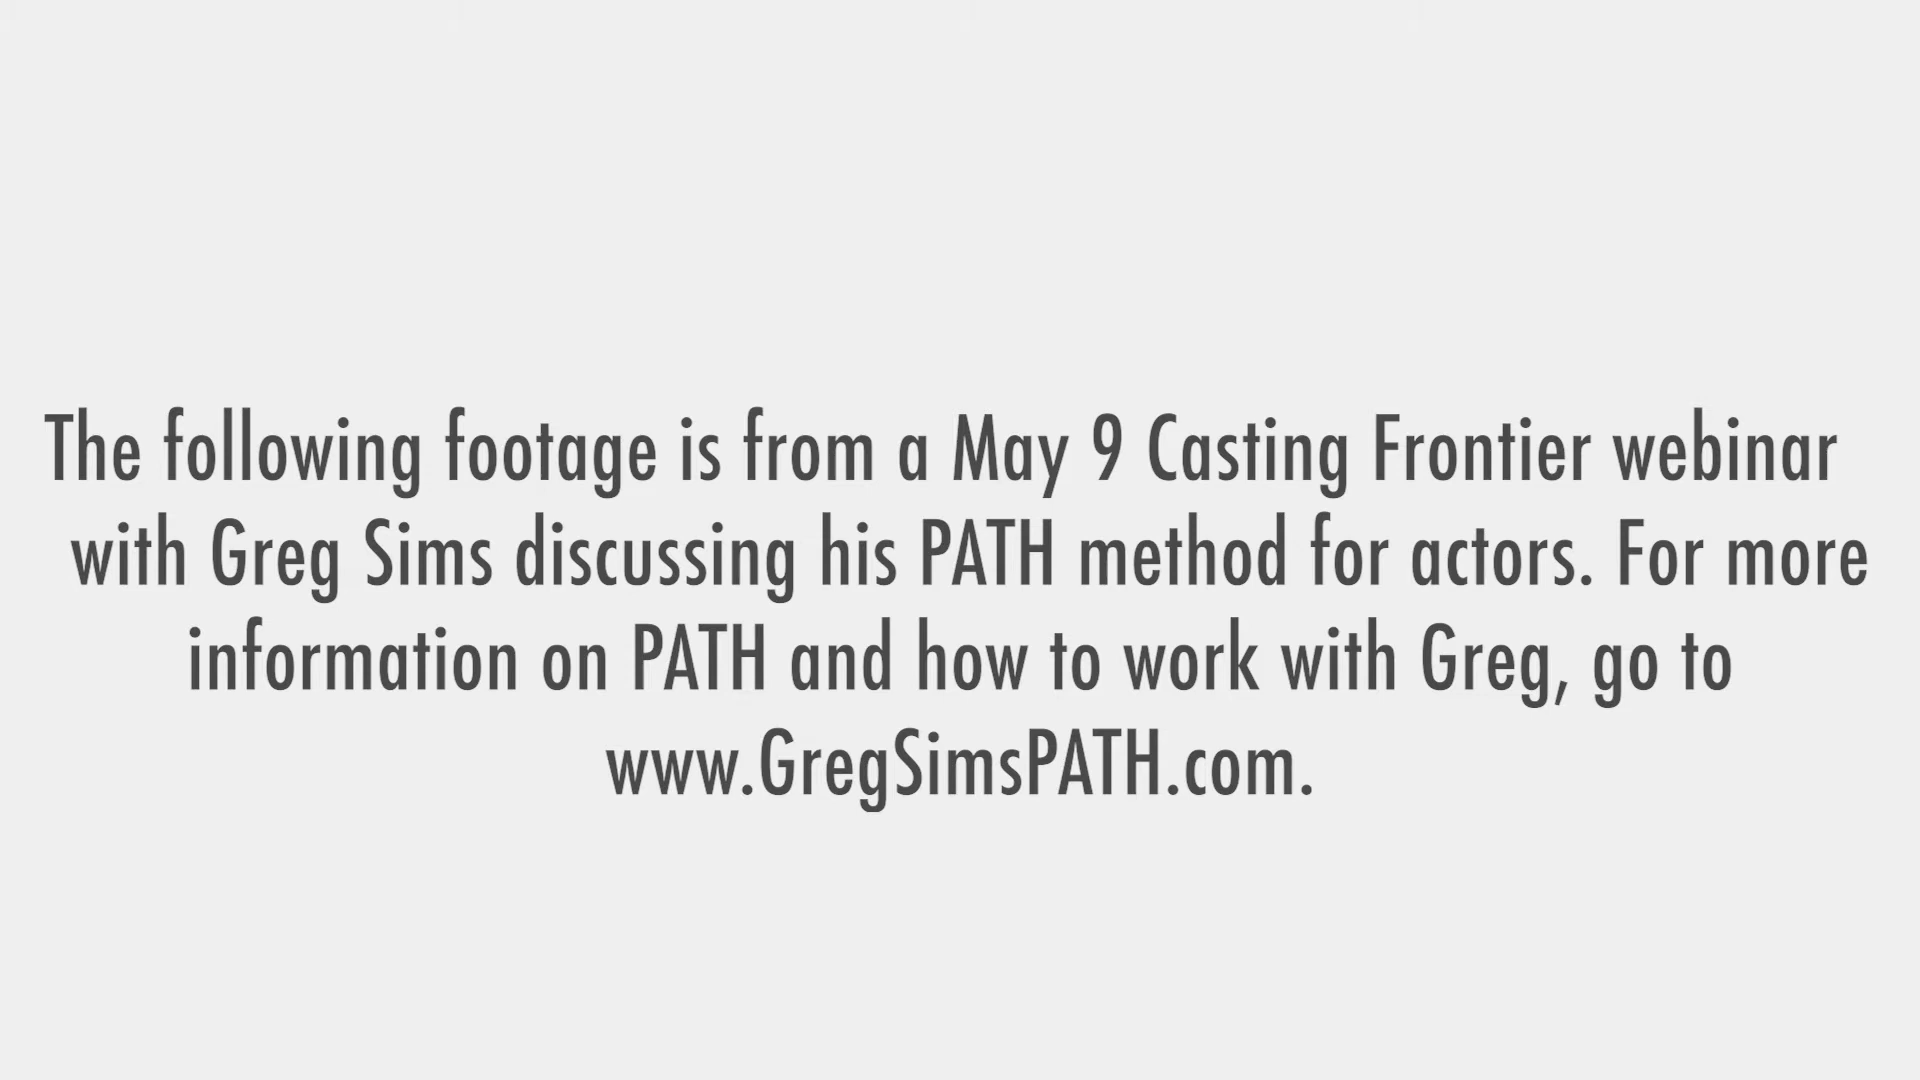 The following footage is from a May 9 Casting Frontier webinar
with Greg Sims discussing his PATH method for actors. For more
information on PATH and how to work with Greg, go to
www.GregSimsPATH.com.